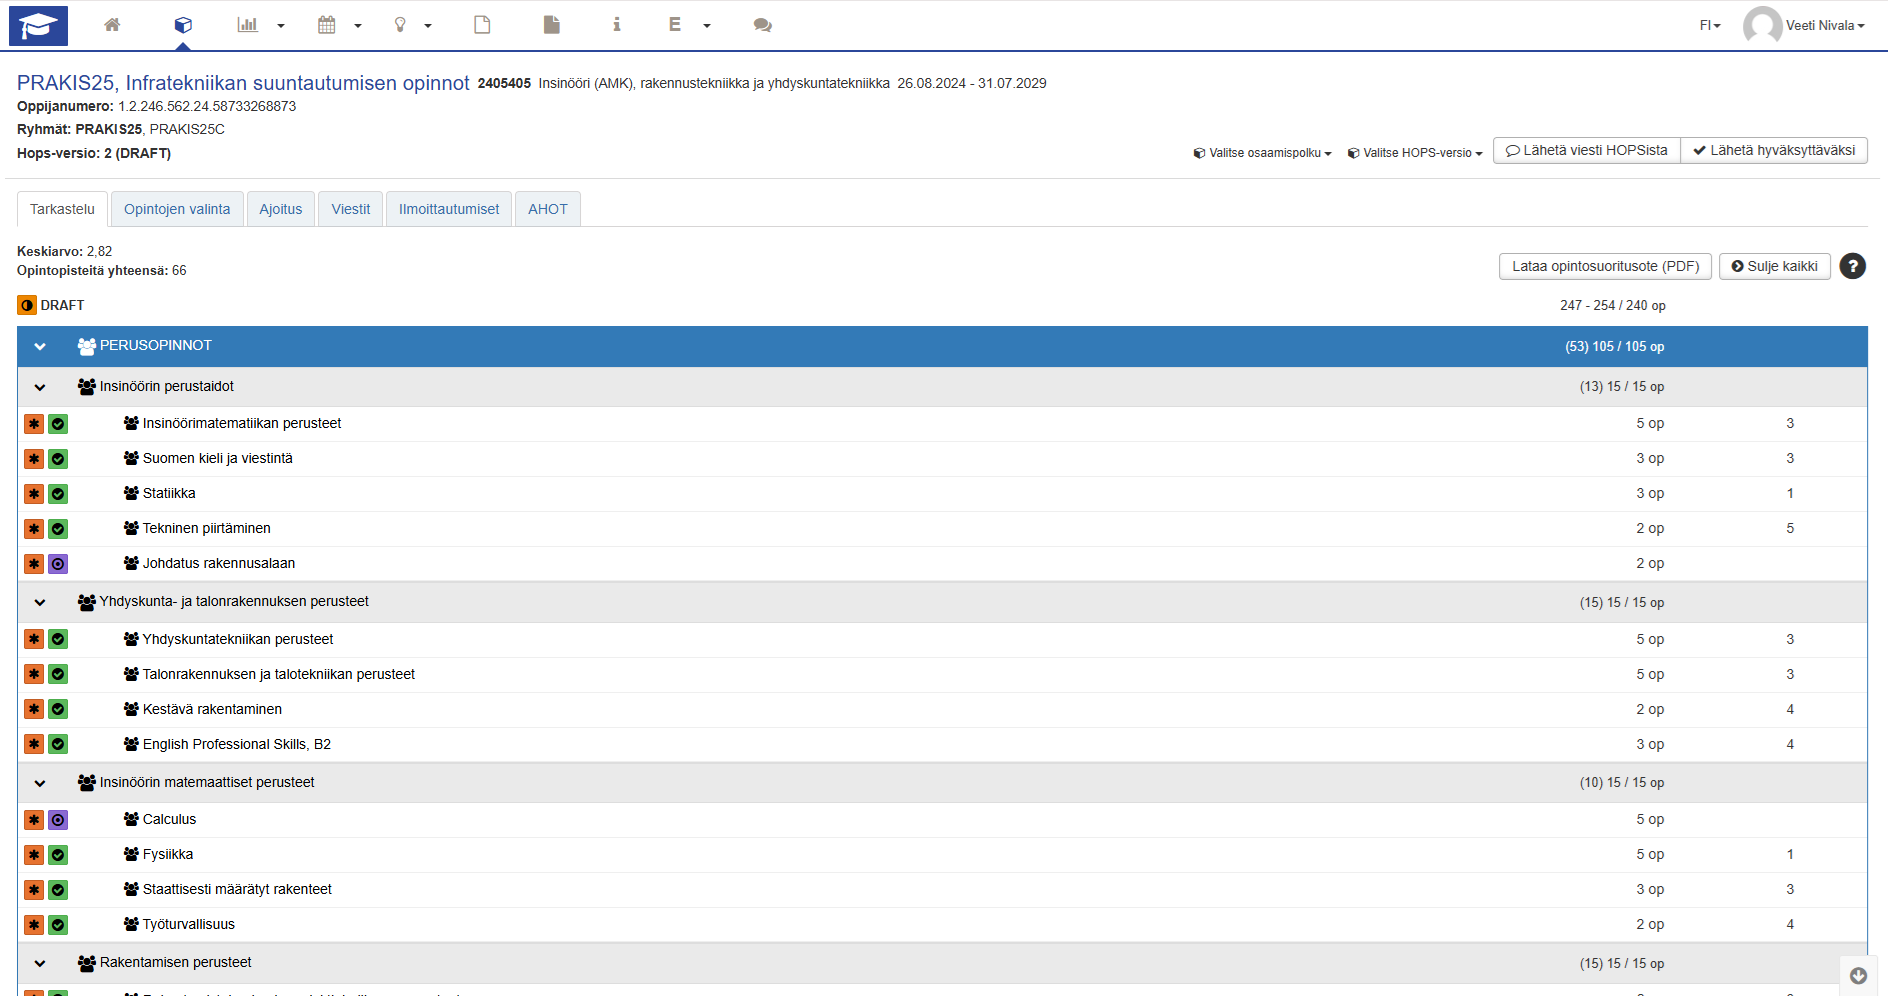 E
FI
Veeti Nivala
PRAKIS25, Infratekniikan suuntautumisen opinnot 2405405 Insinööri (AMK), rakennustekniikka ja yhdyskuntatekniikka 26.08.2024 - 31.07.2029
Oppijanumero: 1.2.246.562.24.58733268873
Ryhmät: PRAKIS25, PRAKIS25C
Hops-versio: 2 (DRAFT)
Valitse osaamispolku Valitse HOPS-versio Lähetä viesti HOPSista Lähetä hyväksyttäväksi
Tarkastelu Opintojen valinta Ajoitus Viestit Ilmoittautumiset AHOT
Keskiarvo: 2,82
Opintopisteitä yhteensä: 66
Lataa opintosuoritusote (PDF) Sulje kaikki ?
DRAFT 247 - 254 / 240 op
PERUSOPINNOT (53) 105 / 105 op
Insinöörin perustaidot (13) 15 / 15 op
Insinöörimatematiikan perusteet 5 op 3
Suomen kieli ja viestintä 3 op 3
Statiikka 3 op 1
Tekninen piirtäminen 2 op 5
Johdatus rakennusalaan 2 op
Yhdyskunta- ja talonrakennuksen perusteet (15) 15 / 15 op
Yhdyskuntatekniikan perusteet 5 op 3
Talonrakennuksen ja talotekniikan perusteet 5 op 3
Kestävä rakentaminen 2 op 4
English Professional Skills, B2 3 op 4
Insinöörin matemaattiset perusteet (10) 15 / 15 op
Calculus 5 op
Fysiikka 5 op 1
Staattisesti määrätyt rakenteet 3 op 3
Työturvallisuus 2 op 4
Rakentamisen perusteet (15) 15 / 15 op